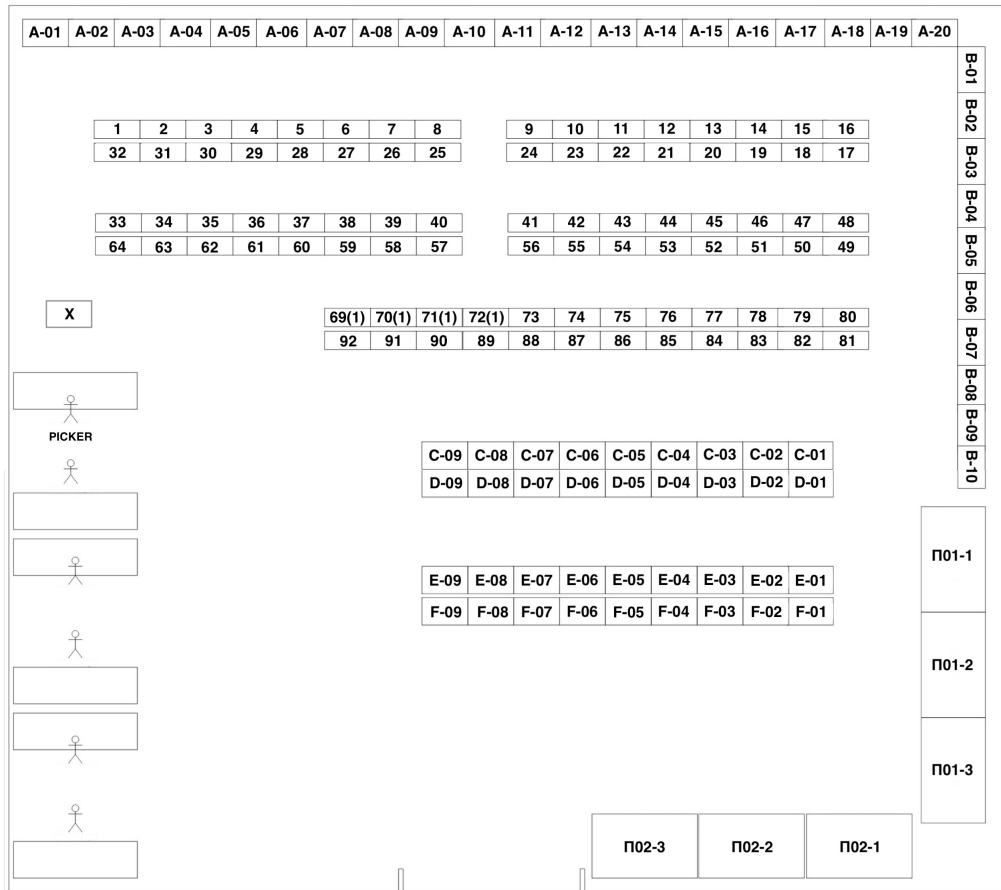 A-01 A-02 A-03 A-04 A-05 A-06 A-07 A-08 A-09 A-10 A-11 A-12 A-13 A-14 A-15 A-16 A-17 A-18 A-19 A-20
B-01
B-02
B-03
B-04
B-05
B-06
B-07
B-08
B-09
B-10
1 2 3 4 5 6 7 8 9 10 11 12 13 14 15 16
32 31 30 29 28 27 26 25 24 23 22 21 20 19 18 17
33 34 35 36 37 38 39 40 41 42 43 44 45 46 47 48
64 63 62 61 60 59 58 57 56 55 54 53 52 51 50 49
X
69(1) 70(1) 71(1) 72(1) 73 74 75 76 77 78 79 80
92 91 90 89 88 87 86 85 84 83 82 81
PICKER
C-09 C-08 C-07 C-06 C-05 C-04 C-03 C-02 C-01
D-09 D-08 D-07 D-06 D-05 D-04 D-03 D-02 D-01
E-09 E-08 E-07 E-06 E-05 E-04 E-03 E-02 E-01
F-09 F-08 F-07 F-06 F-05 F-04 F-03 F-02 F-01
П01-1
П01-2
П01-3
П02-3 П02-2 П02-1